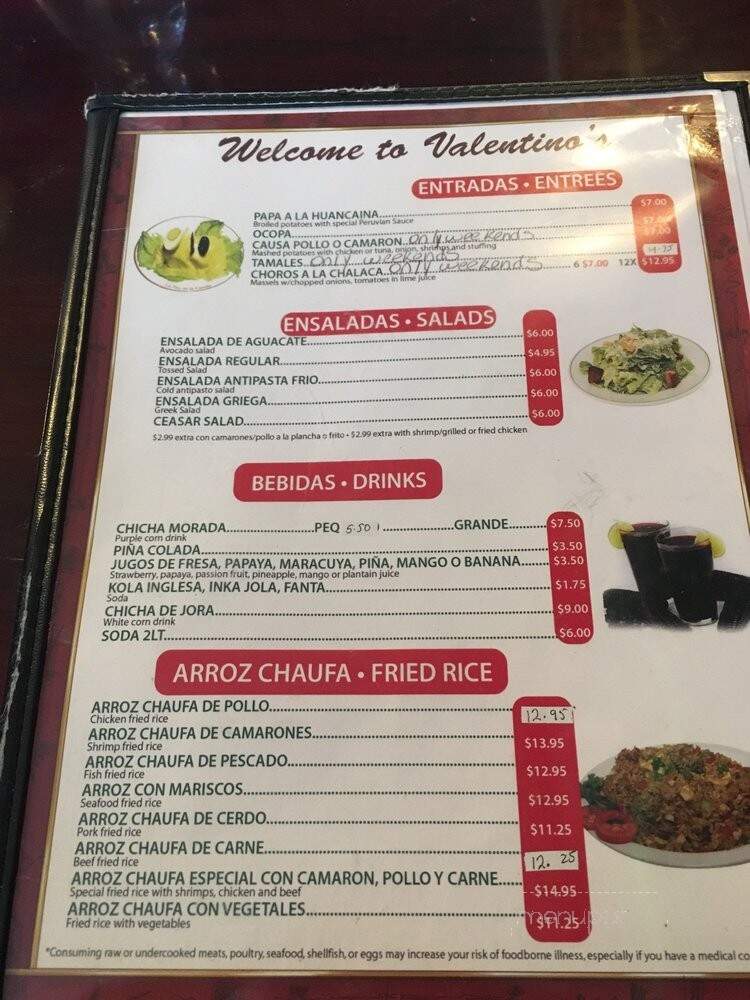 Welcome to Valentino's
ENTRADAS • ENTREES
PAPA A LA HUANCAINA $7.00
Broiled potatoes with special Peruvian Sauce
OCOPA $7.00
CAUSA POLLO O CAMARON only weekends $7.00
Mashed potatoes with chicken or tuna, onion, shrimps and stuffing
TAMALES only weekends
CHOROS A LA CHALACA only weekends 6 $7.00 12X $12.95
Massels w/chopped onions, tomatoes in lime juice
ENSALADAS • SALADS
ENSALADA DE AGUACATE $6.00
Avocado salad
ENSALADA REGULAR $4.95
Tossed Salad
ENSALADA ANTIPASTA FRIO $6.00
Cold antipasto salad
ENSALADA GRIEGA $6.00
Greek Salad
CEASAR SALAD $6.00
$2.99 extra con camarones/pollo a la plancha o frito • $2.99 extra with shrimp/grilled or fried chicken
BEBIDAS • DRINKS
CHICHA MORADA PEQ 5.50 GRANDE $7.50
Purple corn drink
PIÑA COLADA $3.50
JUGOS DE FRESA, PAPAYA, MARACUYA, PIÑA, MANGO O BANANA $3.50
Strawberry, papaya, passion fruit, pineapple, mango or plantain juice
KOLA INGLESA, INKA JOLA, FANTA $1.75
Soda
CHICHA DE JORA $9.00
White corn drink
SODA 2LT $6.00
ARROZ CHAUFA • FRIED RICE
ARROZ CHAUFA DE POLLO 12.95
Chicken fried rice
ARROZ CHAUFA DE CAMARONES $13.95
Shrimp fried rice
ARROZ CHAUFA DE PESCADO $12.95
Fish fried rice
ARROZ CON MARISCOS $12.95
Seafood fried rice
ARROZ CHAUFA DE CERDO $11.25
Pork fried rice
ARROZ CHAUFA DE CARNE 12.25
Beef fried rice
ARROZ CHAUFA ESPECIAL CON CAMARON, POLLO Y CARNE $14.95
Special fried rice with shrimps, chicken and beef
ARROZ CHAUFA CON VEGETALES $11.25
Fried rice with vegetables
*Consuming raw or undercooked meats, poultry, seafood, shellfish, or eggs may increase your risk of foodborne illness, especially if you have a medical co